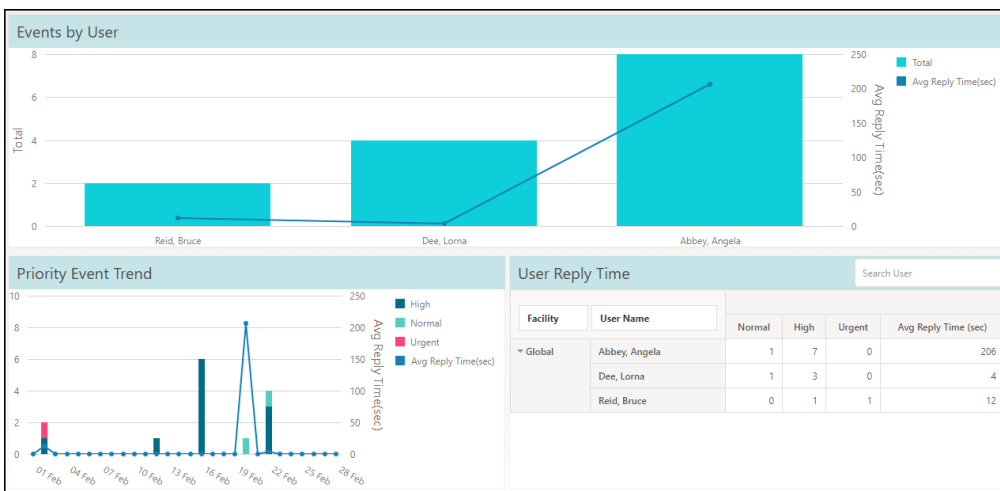 Events by User
8
6
4
2
0
Total
250
200
150
100
50
0
Avg Reply Time(sec)
Total
Avg Reply Time(sec)
Reid, Bruce
Dee, Lorna
Abbey, Angela
Priority Event Trend
10
8
6
4
2
0
250
200
150
100
50
0
Avg Reply Time(sec)
High
Normal
Urgent
Avg Reply Time(sec)
01 Feb
04 Feb
07 Feb
10 Feb
13 Feb
16 Feb
19 Feb
22 Feb
25 Feb
28 Feb
User Reply Time
Search User
Facility User Name Normal High Urgent Avg Reply Time (sec)
Global Abbey, Angela 1 7 0 206
Dee, Lorna 1 3 0 4
Reid, Bruce 0 1 1 12